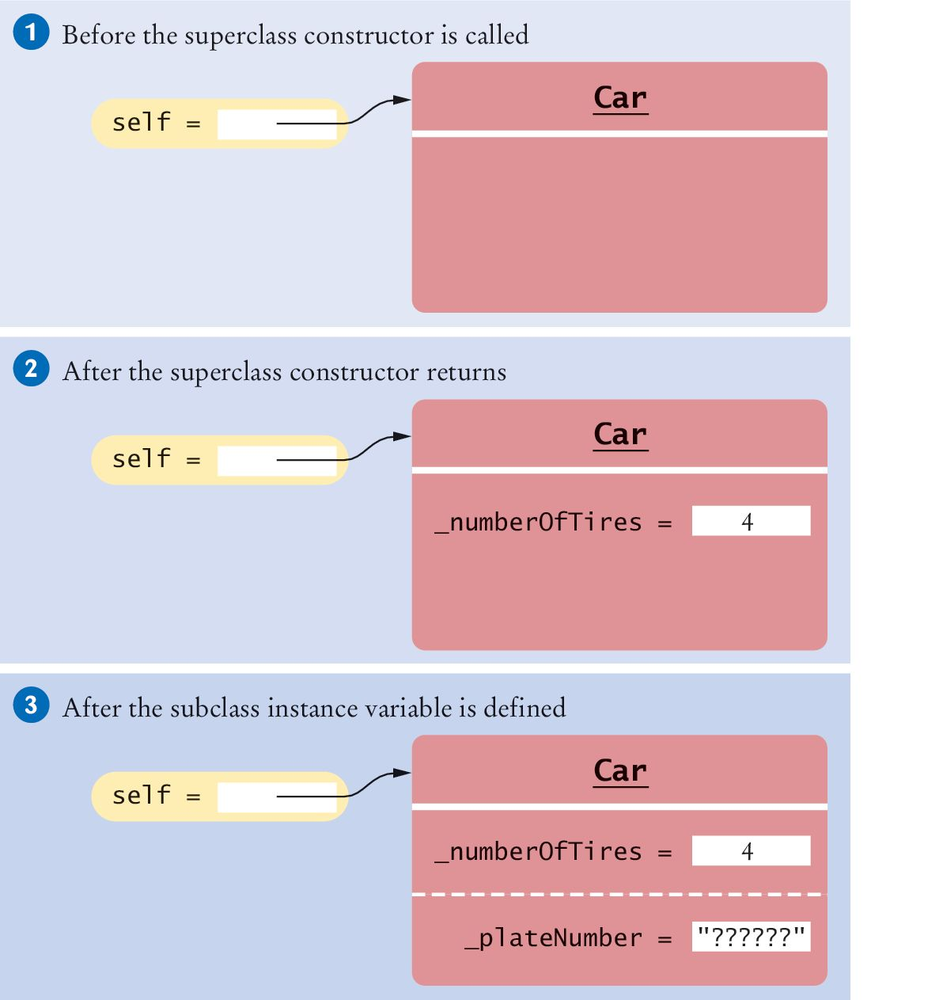 1 Before the superclass constructor is called
Car
self =
2 After the superclass constructor returns
Car
self =
_numberOfTires = 4
3 After the subclass instance variable is defined
Car
self =
_numberOfTires = 4
_plateNumber = "??????"